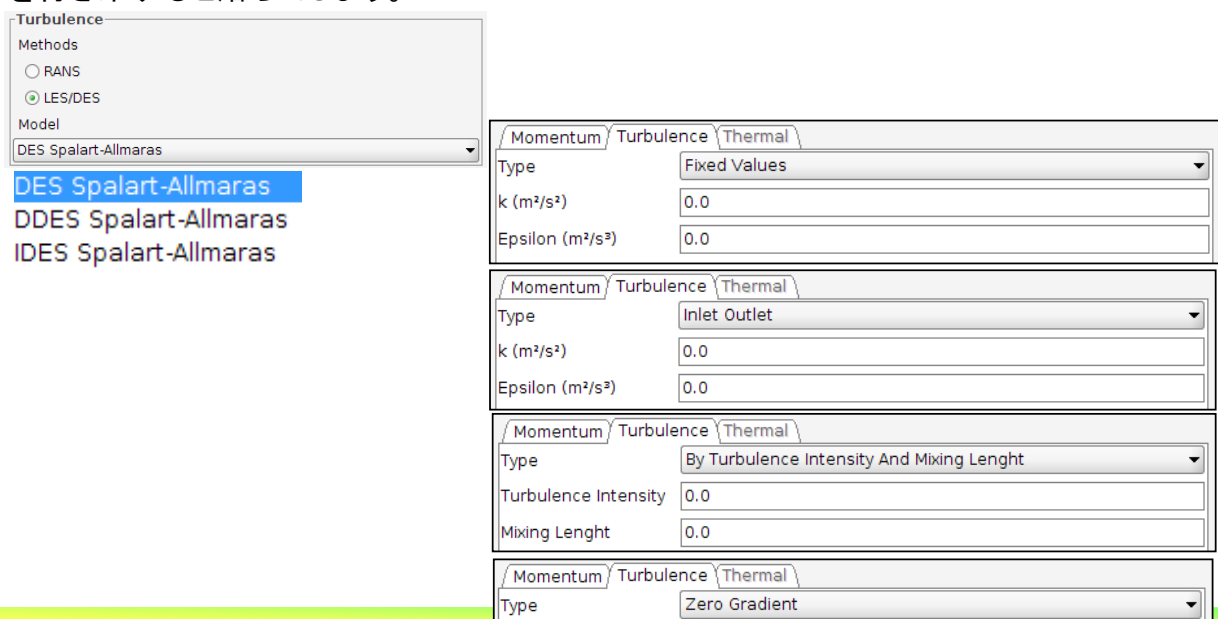 Turbulence
Methods
RANS
LES/DES
Model
DES Spalart-Allmaras
DES Spalart-Allmaras
DDES Spalart-Allmaras
IDES Spalart-Allmaras
Momentum Turbulence Thermal
Type Fixed Values
k (m²/s²) 0.0
Epsilon (m²/s³) 0.0
Momentum Turbulence Thermal
Type Inlet Outlet
k (m²/s²) 0.0
Epsilon (m²/s³) 0.0
Momentum Turbulence Thermal
Type By Turbulence Intensity And Mixing Lenght
Turbulence Intensity 0.0
Mixing Lenght 0.0
Momentum Turbulence Thermal
Type Zero Gradient